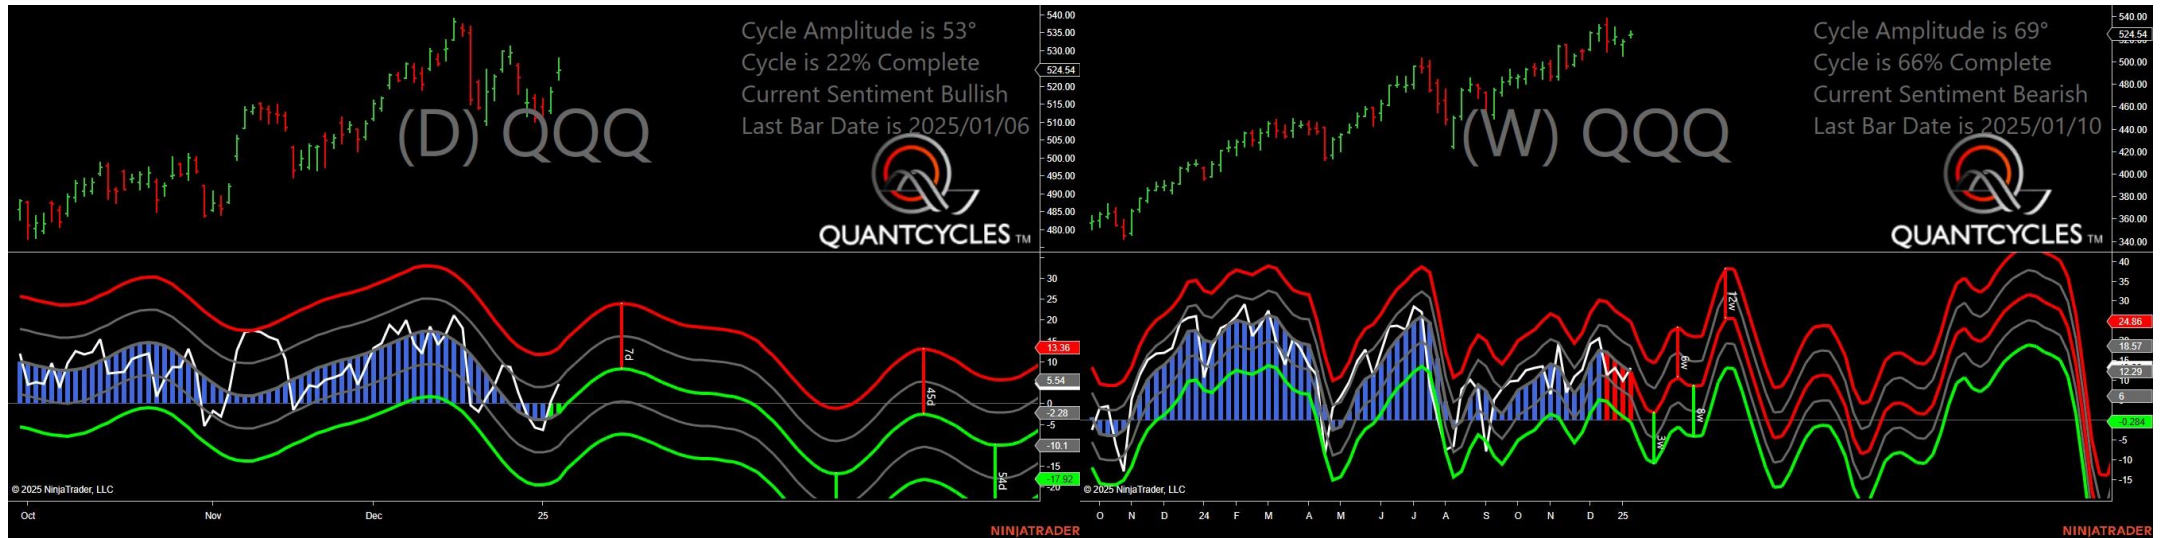 Cycle Amplitude is 53°
Cycle is 22% Complete
Current Sentiment Bullish
Last Bar Date is 2025/01/06
(D) QQQ
QUANTCYCLES TM
540.00
535.00
530.00
524.54
520.00
515.00
510.00
505.00
500.00
495.00
490.00
485.00
480.00
30
25
20
13.36
5.54
0
-2.28
-5
-10.1
-15
-17.92
-20
7d
45d
54d
© 2025 NinjaTrader, LLC
Oct Nov Dec 25
NINJATRADER
Cycle Amplitude is 69°
Cycle is 66% Complete
Current Sentiment Bearish
Last Bar Date is 2025/01/10
(W) QQQ
QUANTCYCLES TM
540.00
524.54
500.00
480.00
460.00
440.00
420.00
400.00
380.00
360.00
340.00
40
35
30
24.86
18.57
15
12.29
10
6
-0.284
-5
-10
-15
12w
6w
8w
3w
© 2025 NinjaTrader, LLC
O N D 24 F M A M J J A S O N D 25
NINJATRADER